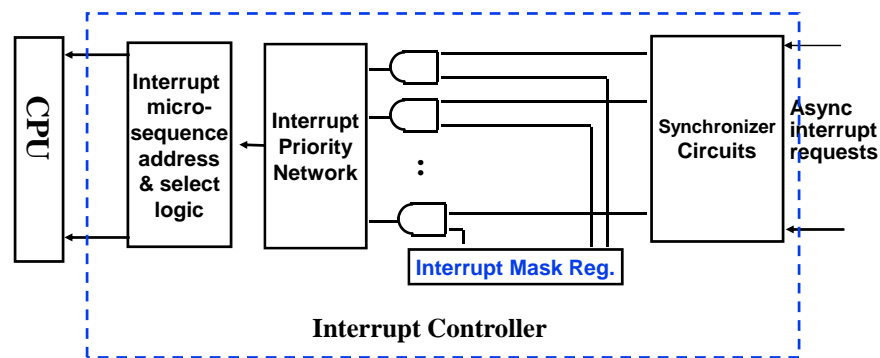 CPU
Interrupt
micro-
sequence
address
& select
logic
Interrupt
Priority
Network
:
Synchronizer
Circuits
Async
interrupt
requests
Interrupt Mask Reg.
Interrupt Controller